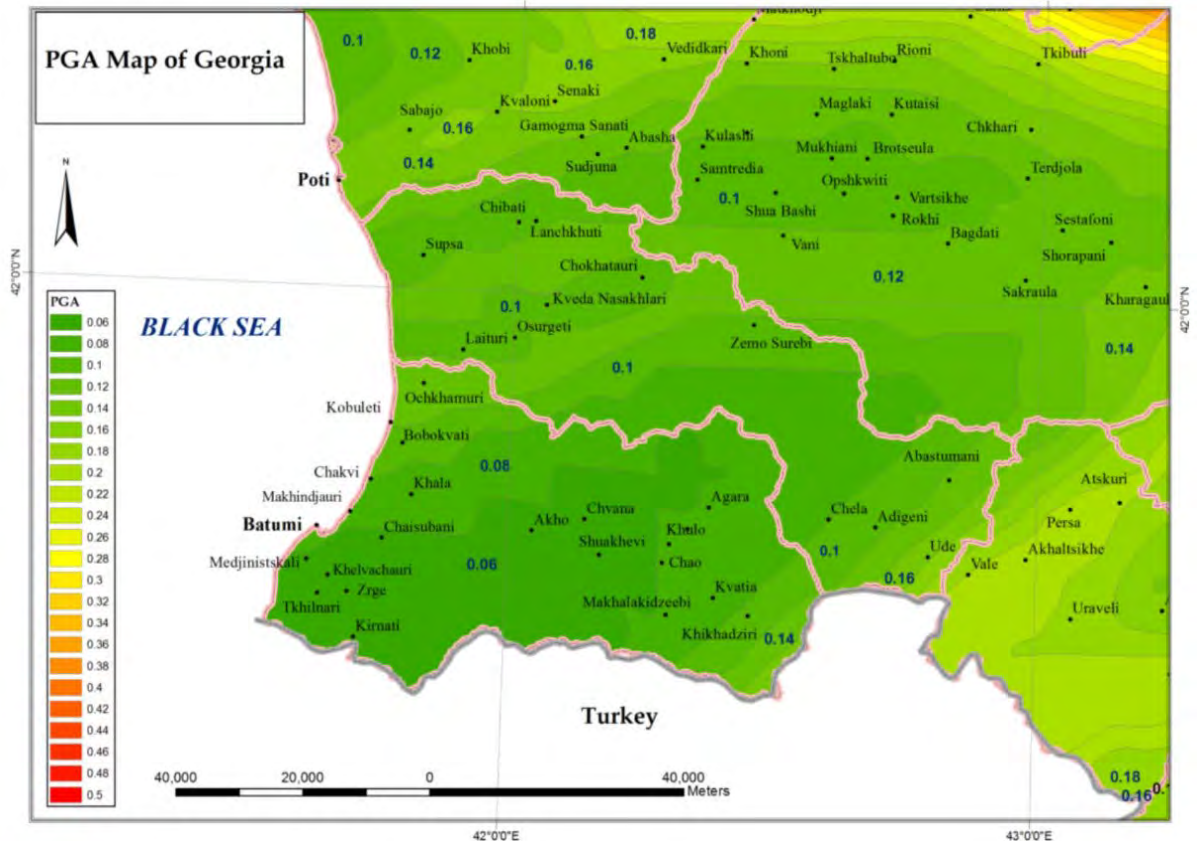 PGA Map of Georgia
0.1
0.12
Khobi
0.18
Vedidkari
Khoni
Rioni
Tskhaltubo
Tkibuli
0.16
Senaki
Kvaloni
Sabajo
0.16
Maglaki
Kutaisi
Gamogma Sanati
Abasha
Kulashi
Chkhari
0.14
Sudjuna
Mukhiani
Brotseula
N
Poti
Samtredia
Opshkwiti
Terdjola
0.1
Vartsikhe
Chibati
Lanchkhuti
Shua Bashi
Rokhi
Sestafoni
Supsa
Vani
Bagdati
Shorapani
Chokhatauri
0.12
42°0'0"N
Sakraula
Kharagaul
42°0'0"N
Kveda Nasakhlari
0.1
BLACK SEA
Osurgeti
Laituri
Zemo Surebi
0.14
0.1
Ochkhamuri
Kobuleti
Bobokvati
0.08
Abastumani
Chakvi
Khala
Atskuri
Makhindjauri
Agara
Chvana
Chela
Persa
Batumi
Akho
Khulo
Adigeni
Chaisubani
Shuakhevi
0.1
Ude
Akhaltsikhe
Medjinistskali
0.06
Chao
Vale
Khelvachauri
0.16
Zrge
Kvatia
Tkhilnari
Makhalakidzeebi
Uraveli
Kirnati
Khikhadziri
0.14
Turkey
0.18
0.16
PGA
0.06
0.08
0.1
0.12
0.14
0.16
0.18
0.2
0.22
0.24
0.26
0.28
0.3
0.32
0.34
0.36
0.38
0.4
0.42
0.44
0.46
0.48
0.5
40,000
20,000
0
40,000
Meters
42°0'0"E
43°0'0"E